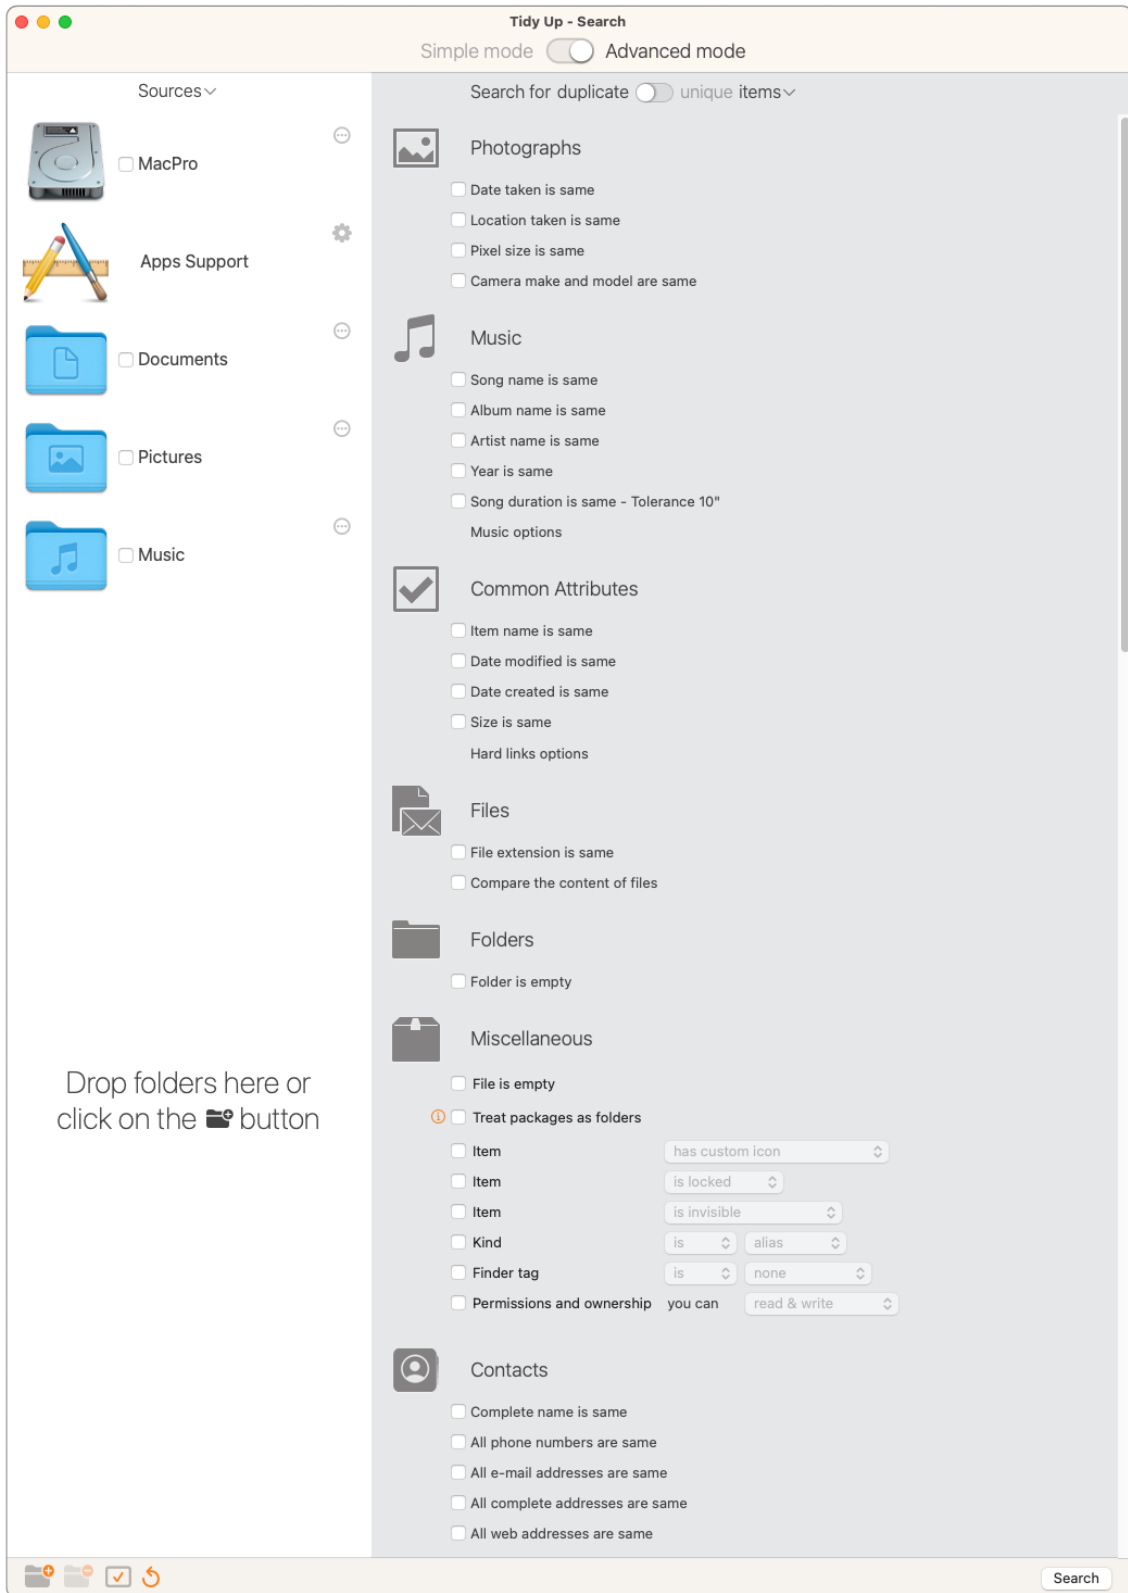 Tidy Up - Search
Simple mode Advanced mode
Sources
MacPro
Apps Support
Documents
Pictures
Music
Drop folders here or
click on the button
Search for duplicate unique items
Photographs
Date taken is same
Location taken is same
Pixel size is same
Camera make and model are same
Music
Song name is same
Album name is same
Artist name is same
Year is same
Song duration is same - Tolerance 10"
Music options
Common Attributes
Item name is same
Date modified is same
Date created is same
Size is same
Hard links options
Files
File extension is same
Compare the content of files
Folders
Folder is empty
Miscellaneous
File is empty
Treat packages as folders
Item has custom icon
Item is locked
Item is invisible
Kind is alias
Finder tag is none
Permissions and ownership you can read & write
Contacts
Complete name is same
All phone numbers are same
All e-mail addresses are same
All complete addresses are same
All web addresses are same
Search